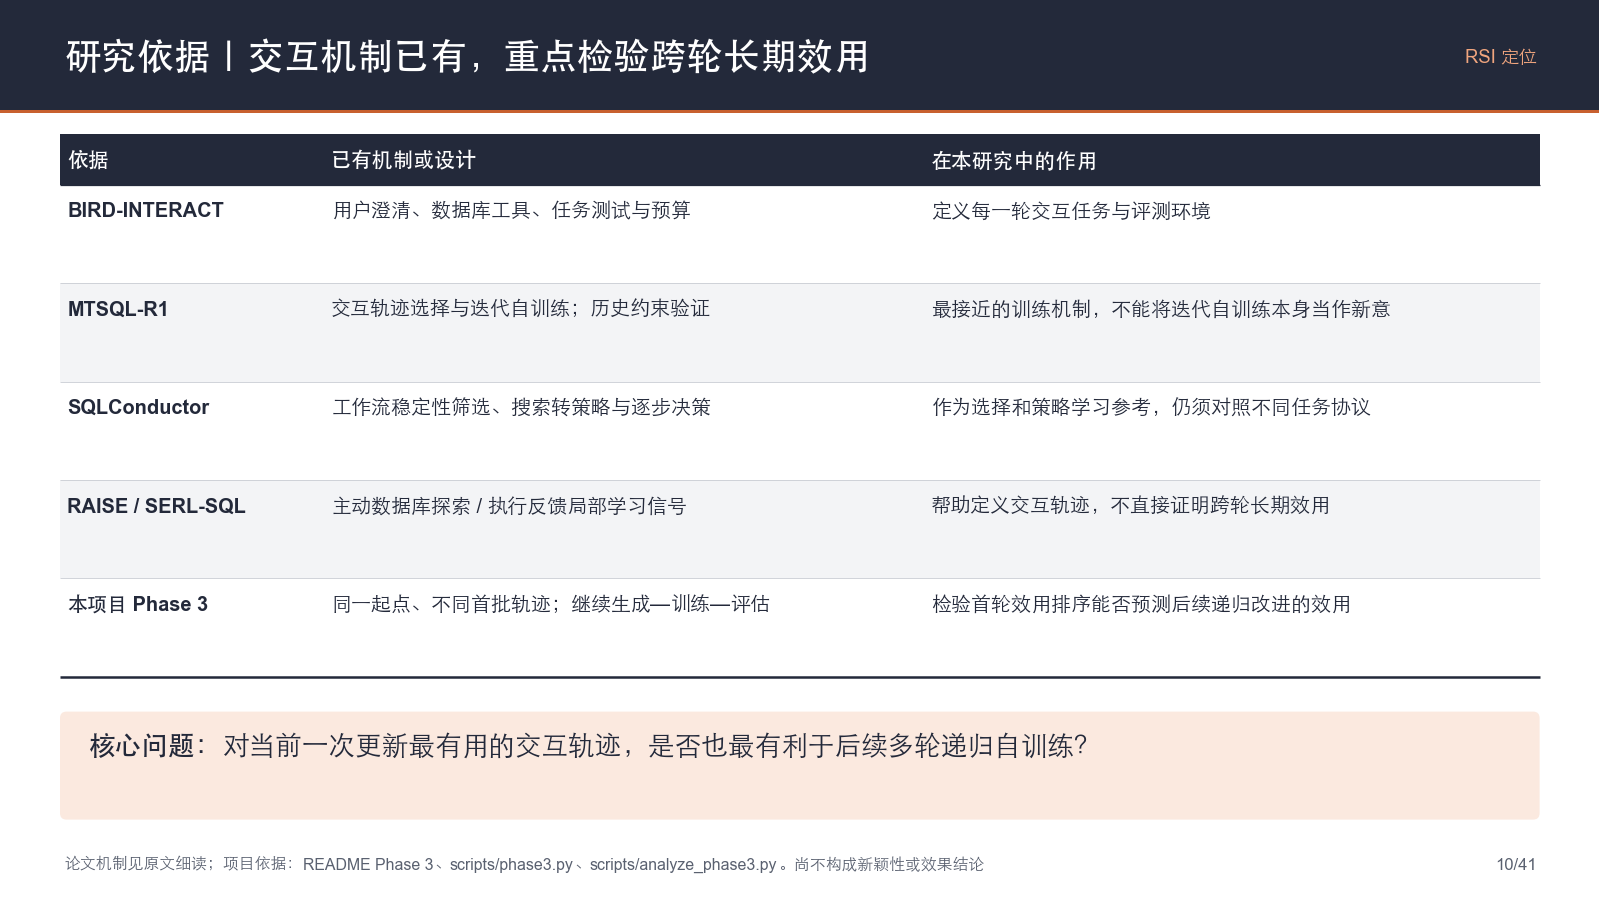 研究依据丨交互机制已有，重点检验跨轮长期效用
RSI 定位
依据 已有机制或设计 在本研究中的作用
BIRD-INTERACT 用户澄清、数据库工具、任务测试与预算 定义每一轮交互任务与评测环境
MTSQL-R1 交互轨迹选择与迭代自训练；历史约束验证 最接近的训练机制，不能将迭代自训练本身当作新意
SQLConductor 工作流稳定性筛选、搜索转策略与逐步决策 作为选择和策略学习参考，仍须对照不同任务协议
RAISE / SERL-SQL 主动数据库探索 / 执行反馈局部学习信号 帮助定义交互轨迹，不直接证明跨轮长期效用
本项目 Phase 3 同一起点、不同首批轨迹；继续生成—训练—评估 检验首轮效用排序能否预测后续递归改进的效用
核心问题：对当前一次更新最有用的交互轨迹，是否也最有利于后续多轮递归自训练？
论文机制见原文细读；项目依据：README Phase 3、scripts/phase3.py、scripts/analyze_phase3.py。尚不构成新颖性或效果结论
10/41